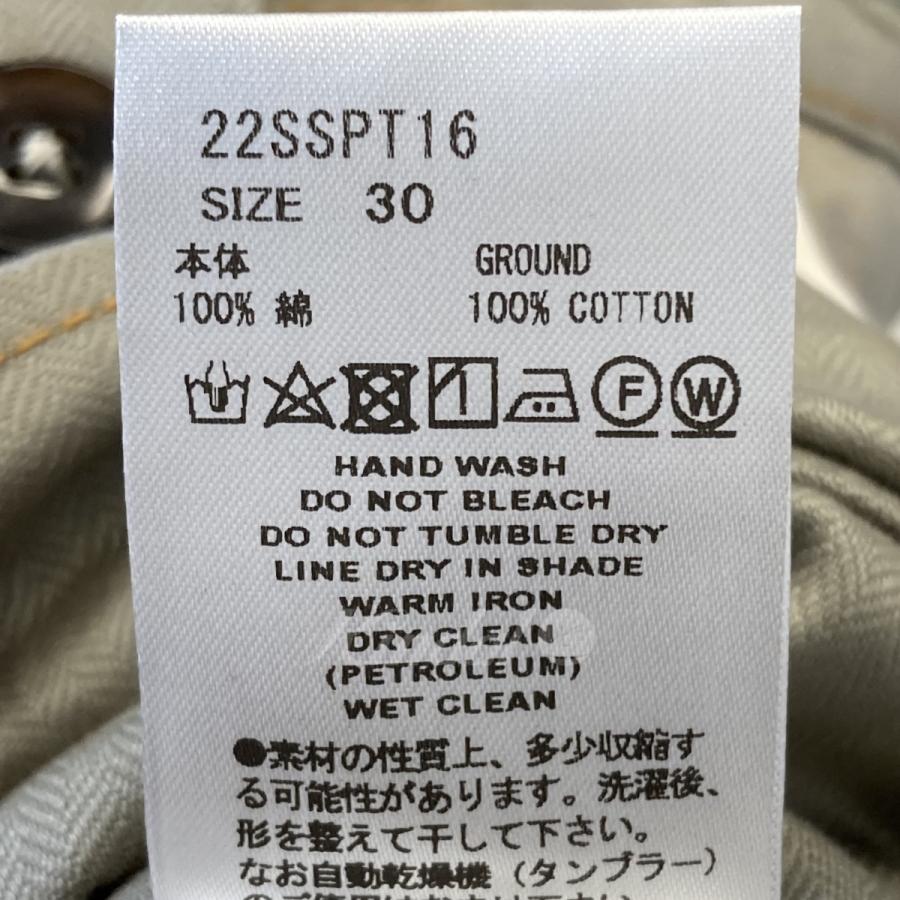 22SSPT16
SIZE 30
本体 GROUND
100% 綿 100% COTTON
F W
HAND WASH
DO NOT BLEACH
DO NOT TUMBLE DRY
LINE DRY IN SHADE
WARM IRON
DRY CLEAN
(PETROLEUM)
WET CLEAN
●素材の性質上、多少収縮す
る可能性があります。洗濯後、
形を整えて干して下さい。
なお自動乾燥機（タンブラー）